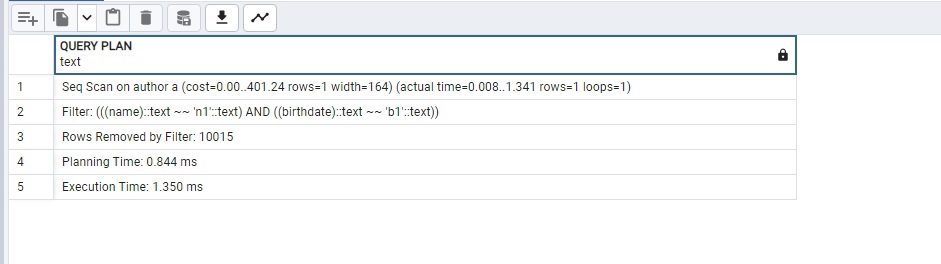 QUERY PLAN
text
1 Seq Scan on author a (cost=0.00..401.24 rows=1 width=164) (actual time=0.008..1.341 rows=1 loops=1)
2 Filter: (((name)::text ~~ 'n1'::text) AND ((birthdate)::text ~~ 'b1'::text))
3 Rows Removed by Filter: 10015
4 Planning Time: 0.844 ms
5 Execution Time: 1.350 ms